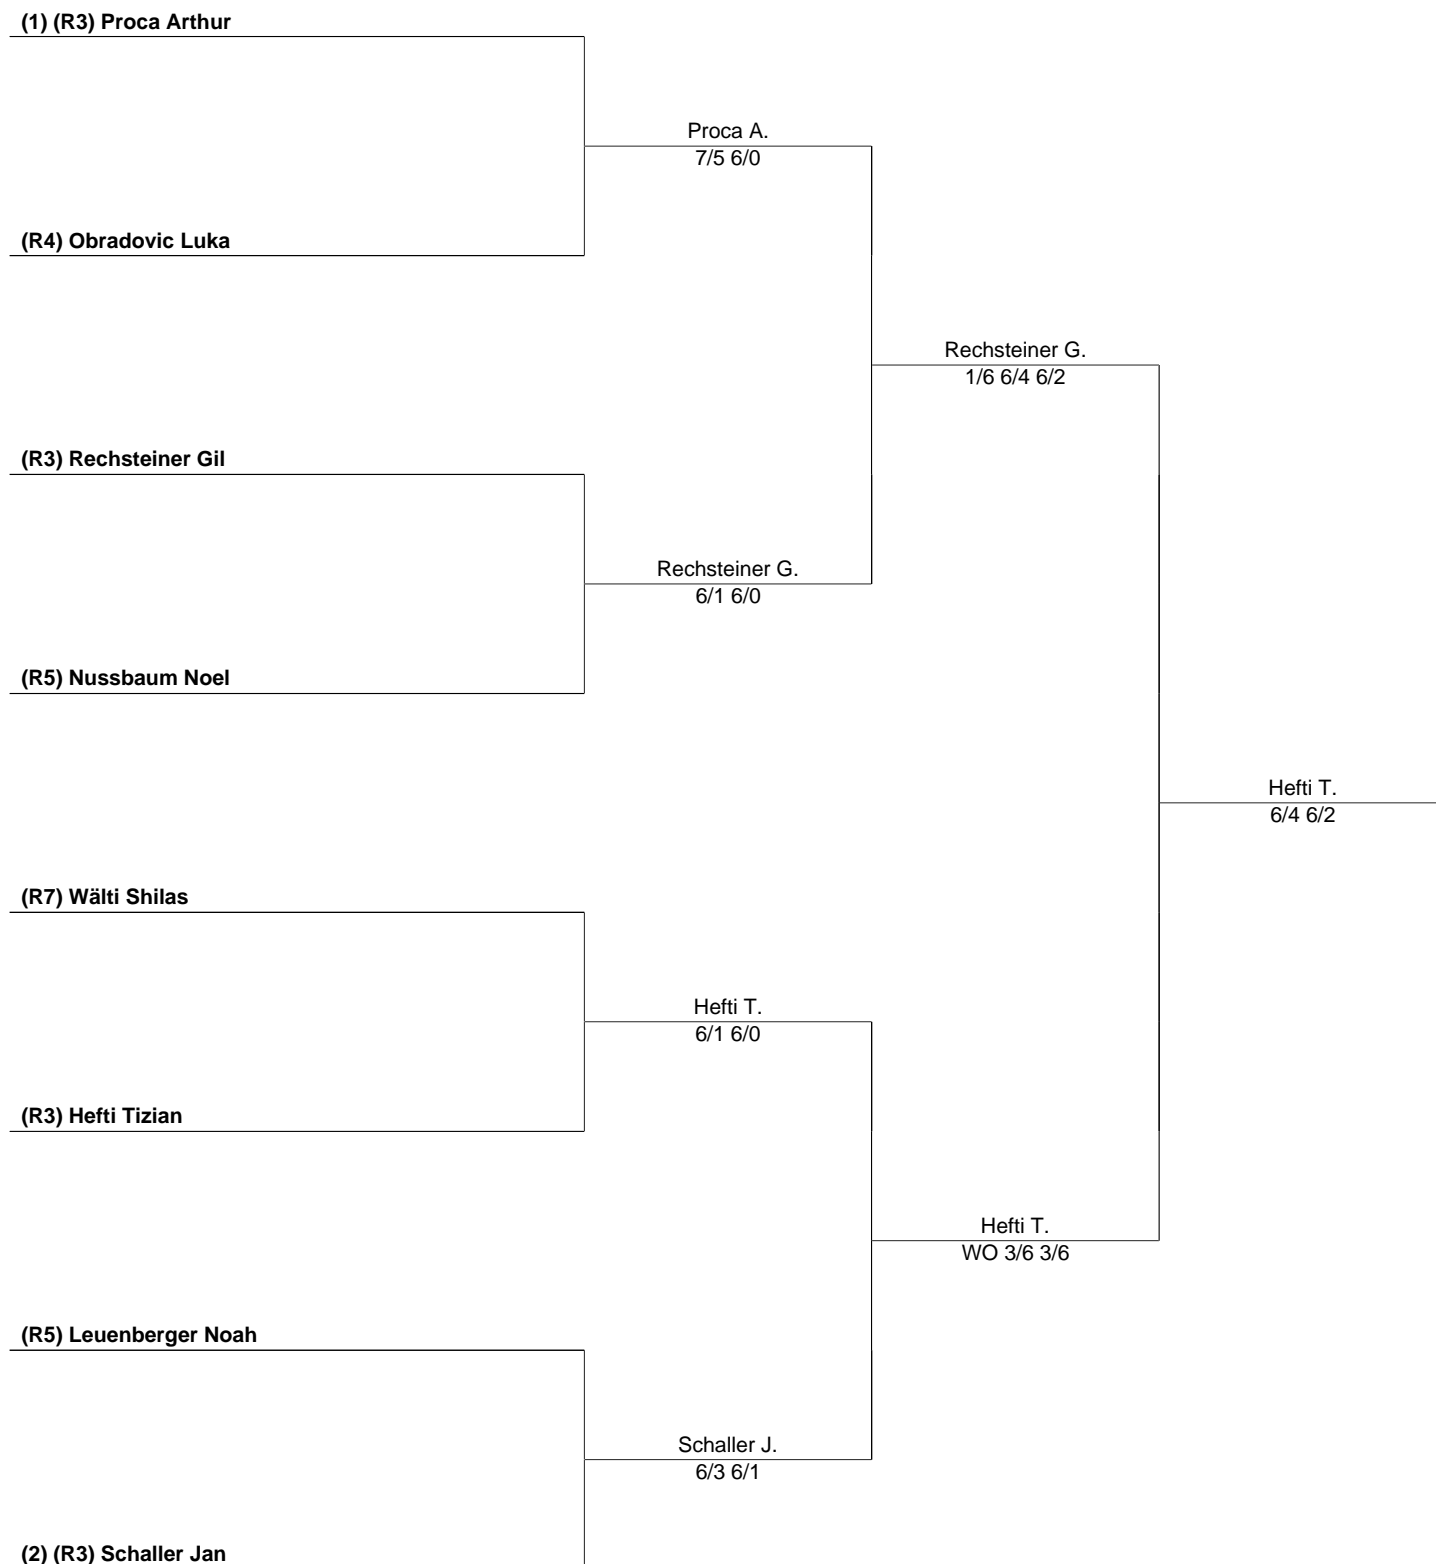 (1) (R3) Proca Arthur
Proca A.
7/5 6/0
(R4) Obradovic Luka
Rechsteiner G.
1/6 6/4 6/2
(R3) Rechsteiner Gil
Rechsteiner G.
6/1 6/0
(R5) Nussbaum Noel
Hefti T.
6/4 6/2
(R7) Wälti Shilas
Hefti T.
6/1 6/0
(R3) Hefti Tizian
Hefti T.
WO 3/6 3/6
(R5) Leuenberger Noah
Schaller J.
6/3 6/1
(2) (R3) Schaller Jan